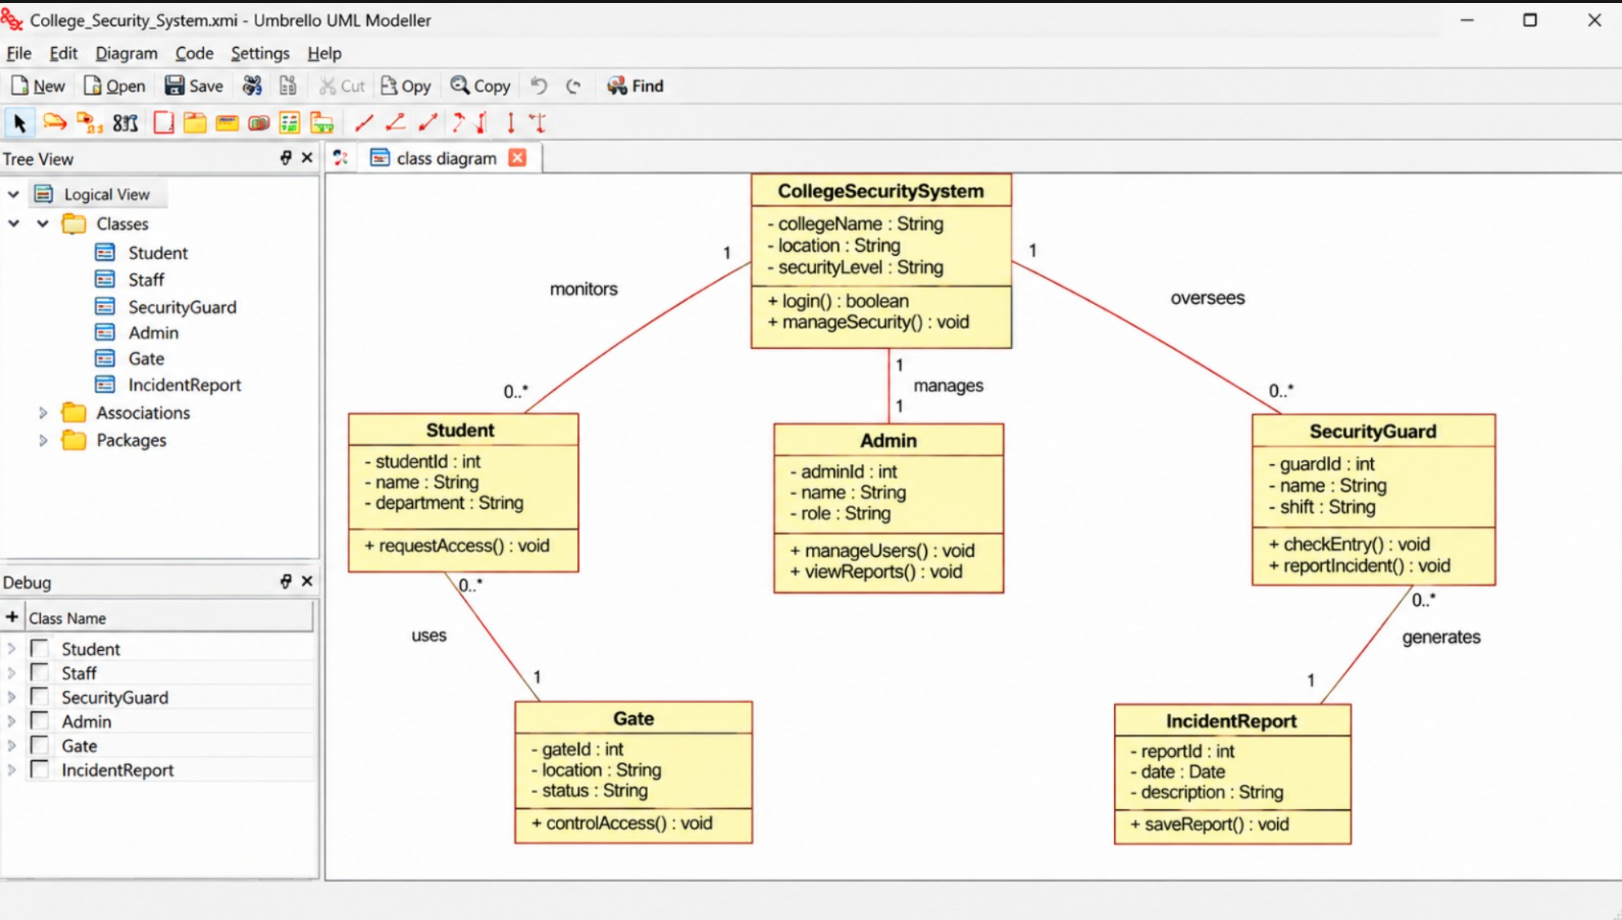 College_Security_System.xmi - Umbrello UML Modeller
File Edit Diagram Code Settings Help
New Open Save Cut Opy Copy Find
Tree View
class diagram
Logical View
Classes
Student
Staff
SecurityGuard
Admin
Gate
IncidentReport
Associations
Packages
Debug
+ Class Name
Student
Staff
SecurityGuard
Admin
Gate
IncidentReport
CollegeSecuritySystem
- collegeName : String
- location : String
- securityLevel : String
+ login() : boolean
+ manageSecurity() : void
1
monitors
0..*
1
manages
1
1
oversees
0..*
Student
- studentId : int
- name : String
- department : String
+ requestAccess() : void
Admin
- adminId : int
- name : String
- role : String
+ manageUsers() : void
+ viewReports() : void
SecurityGuard
- guardId : int
- name : String
- shift : String
+ checkEntry() : void
+ reportIncident() : void
0..*
uses
1
0..*
generates
1
Gate
- gateId : int
- location : String
- status : String
+ controlAccess() : void
IncidentReport
- reportId : int
- date : Date
- description : String
+ saveReport() : void